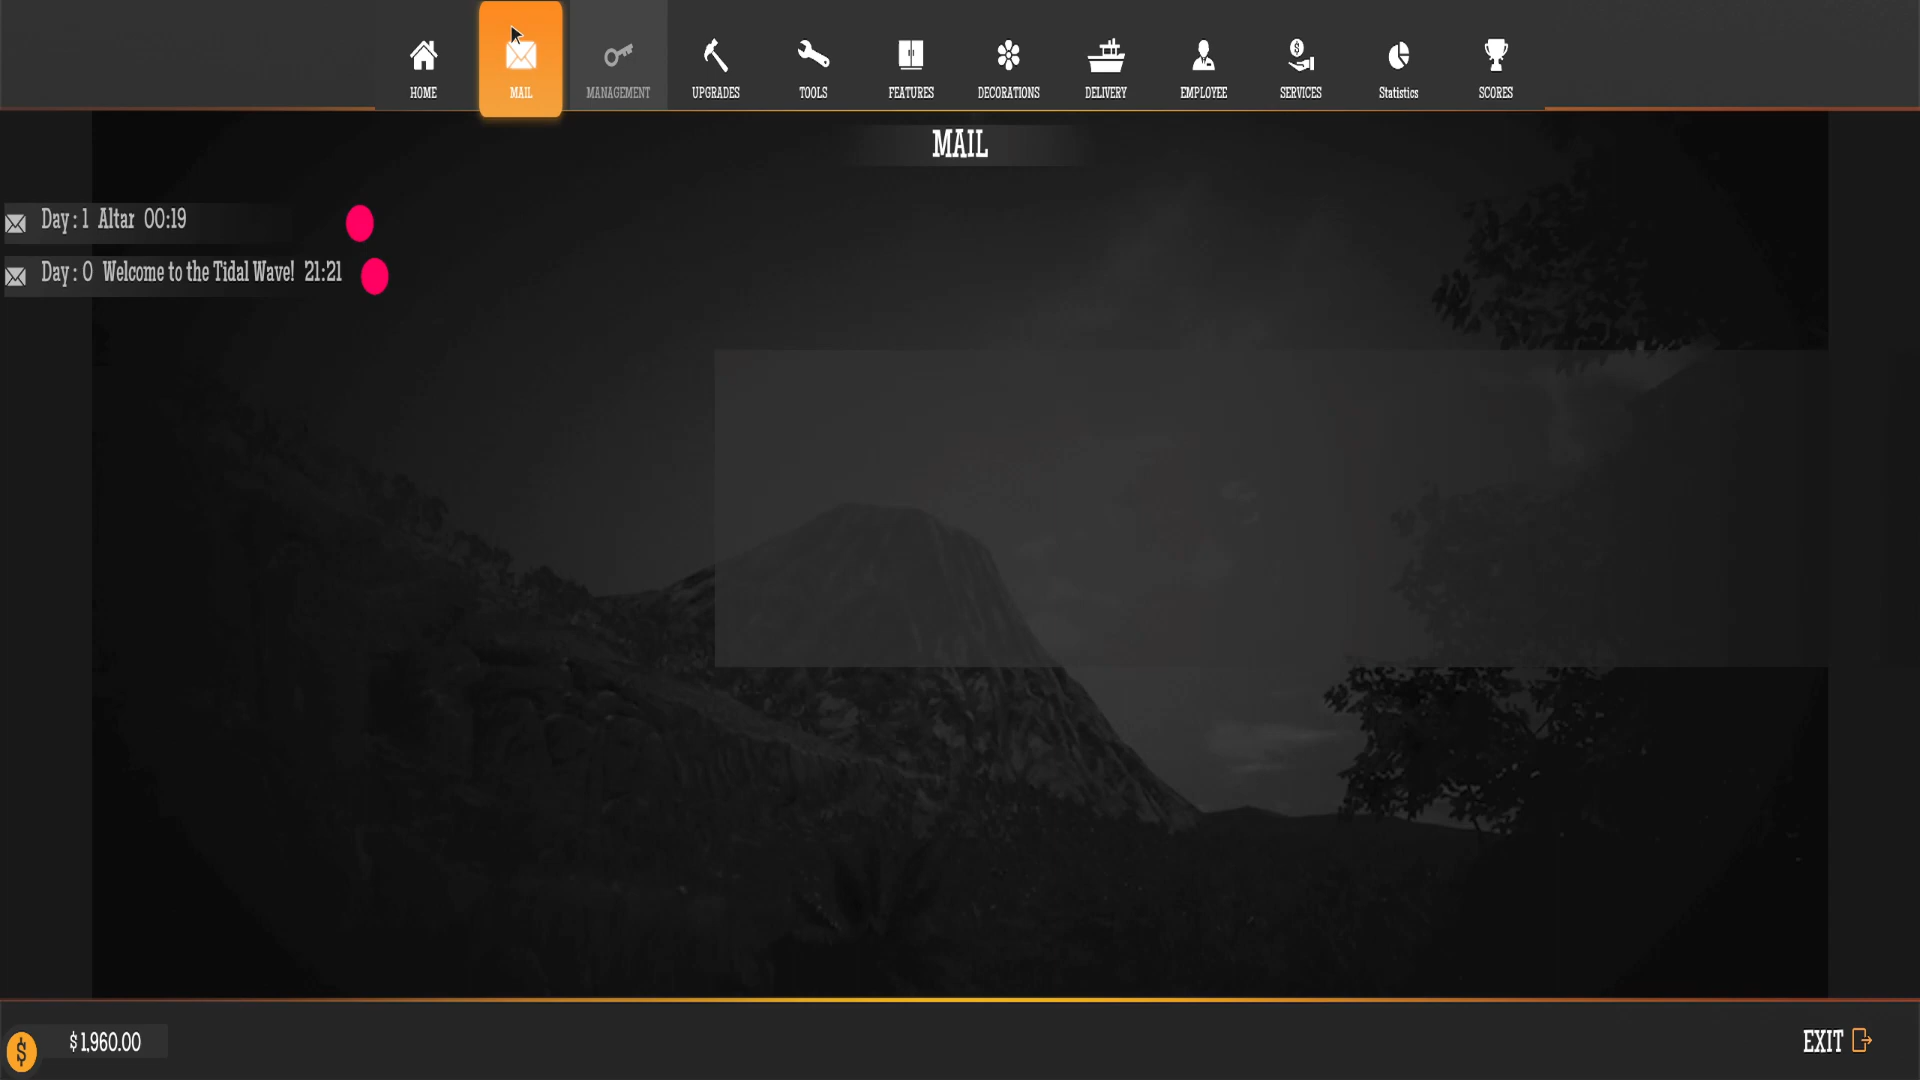 HOME MAIL MANAGEMENT UPGRADES TOOLS FEATURES DECORATIONS DELIVERY EMPLOYEE SERVICES Statistics SCORES
MAIL
Day : 1 Altar 00:19
Day : 0 Welcome to the Tidal Wave! 21:21
$ 1,960.00
EXIT